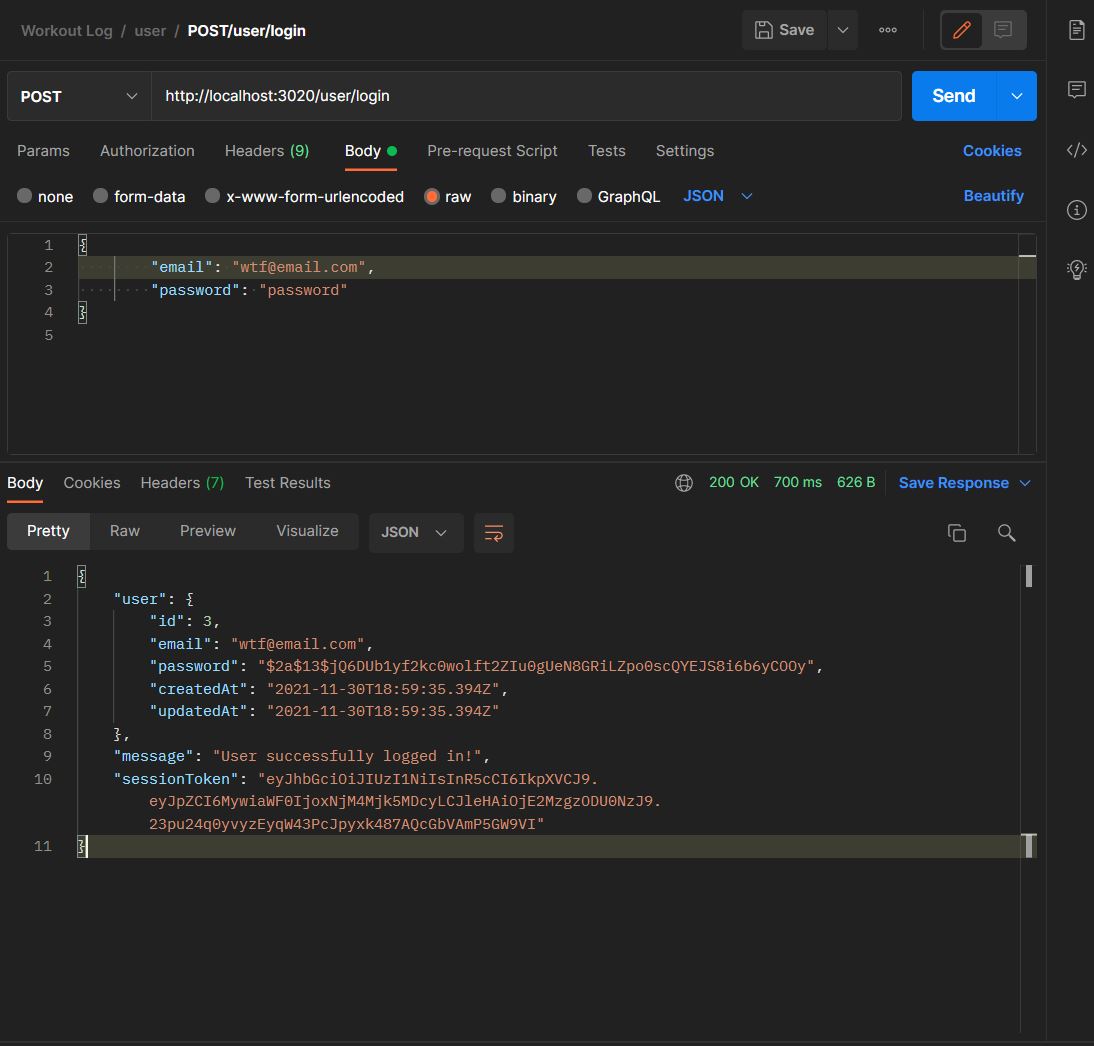 Workout Log / user / POST/user/login
Save
POST
http://localhost:3020/user/login
Send
Params Authorization Headers (9) Body Pre-request Script Tests Settings Cookies
none form-data x-www-form-urlencoded raw binary GraphQL JSON Beautify
1 {
2 "email": "wtf@email.com",
3 "password": "password"
4 }
5
Body Cookies Headers (7) Test Results 200 OK 700 ms 626 B Save Response
Pretty Raw Preview Visualize JSON
1 {
2 "user": {
3 "id": 3,
4 "email": "wtf@email.com",
5 "password": "$2a$13$jQ6DUb1yf2kc0wolft2ZIu0gUeN8GRiLZpo0scQYEJS8i6b6yCOOy",
6 "createdAt": "2021-11-30T18:59:35.394Z",
7 "updatedAt": "2021-11-30T18:59:35.394Z"
8 },
9 "message": "User successfully logged in!",
10 "sessionToken": "eyJhbGciOiJIUzI1NiIsInR5cCI6IkpXVCJ9.
eyJpZCI6MywiaWF0IjoxNjM4Mjk5MDcyLCJleHAiOjE2MzgzODU0NzJ9.
23pu24q0yvyzEyqW43PcJpyxk487AQcGbVAmP5GW9VI"
11 }